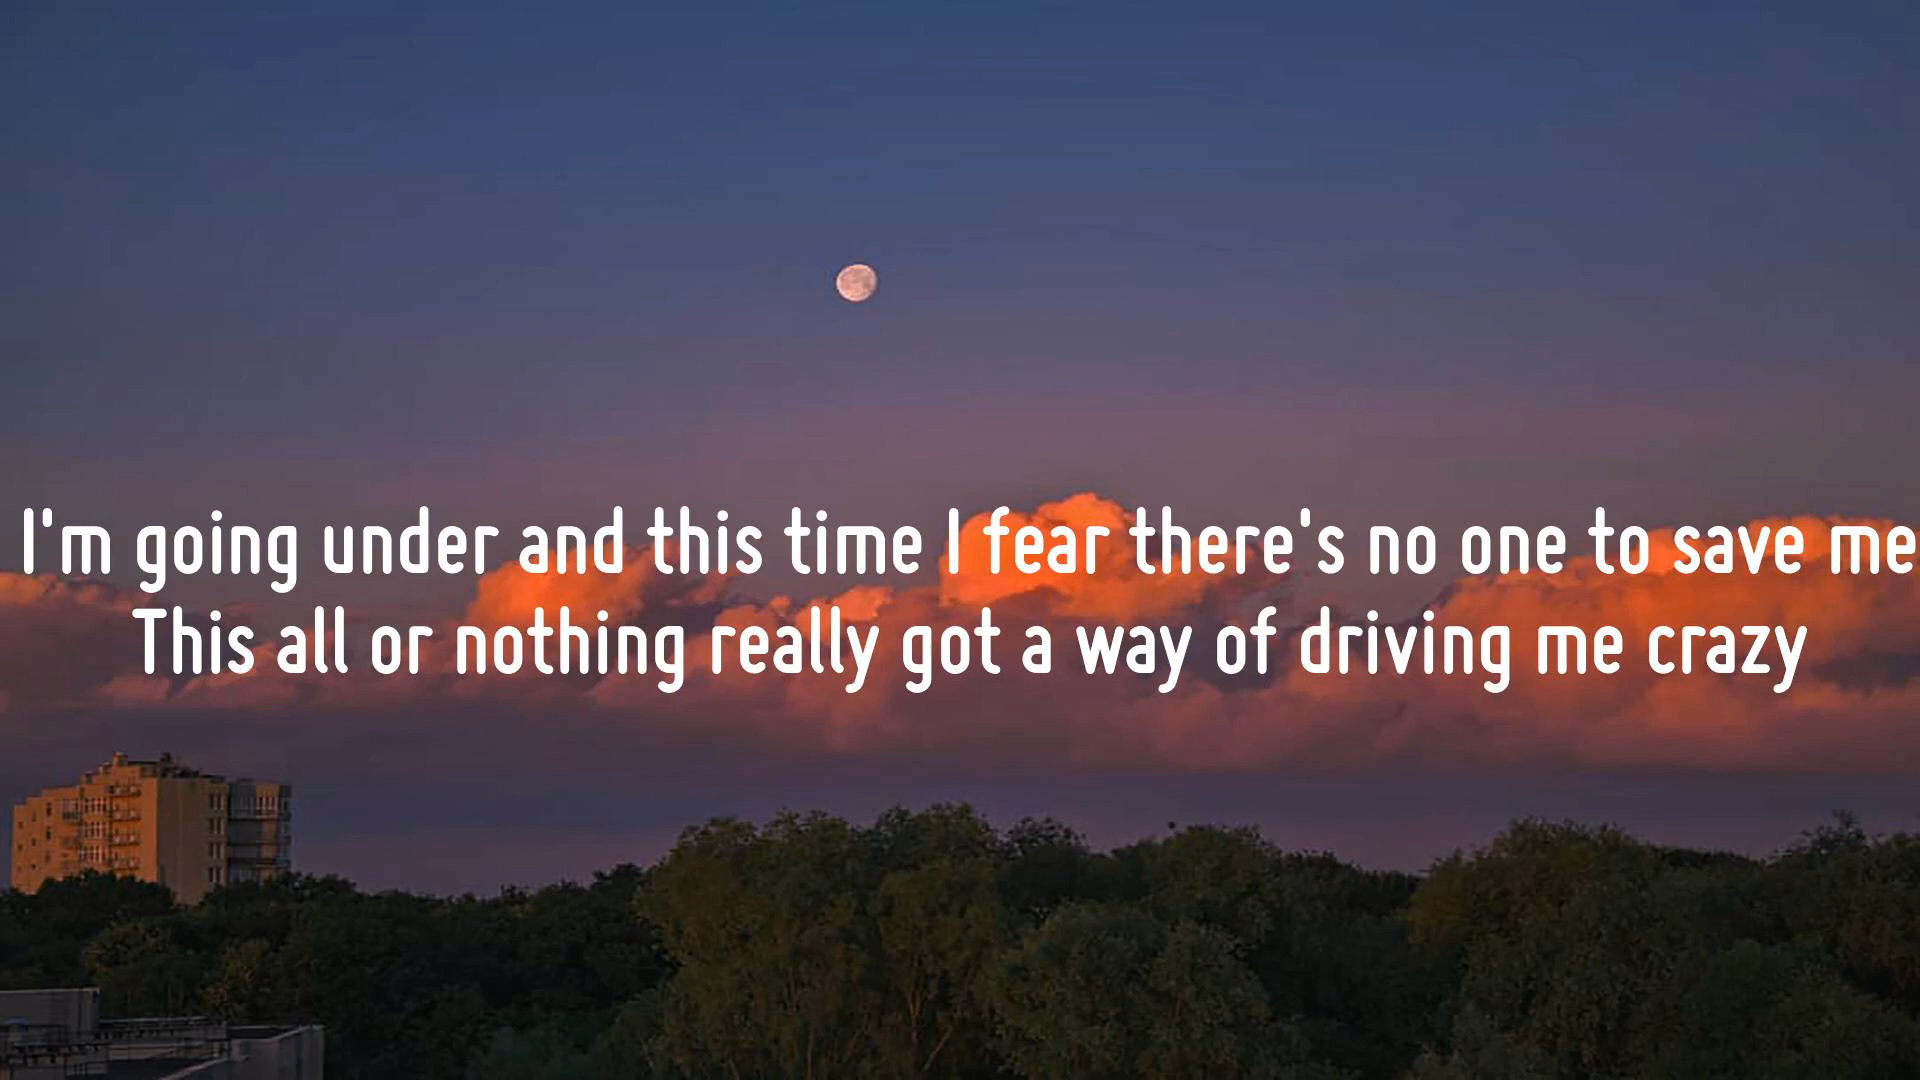 I'm going under and this time I fear there's no one to save me
This all or nothing really got a way of driving me crazy